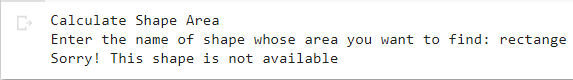 Calculate Shape Area
Enter the name of shape whose area you want to find: rectange
Sorry! This shape is not available